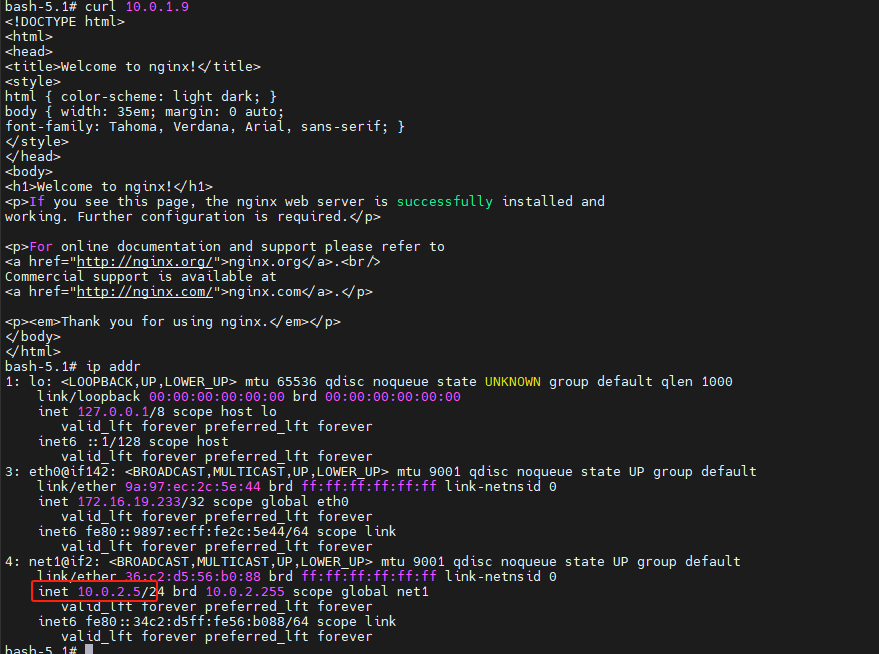 bash-5.1# curl 10.0.1.9
<!DOCTYPE html>
<html>
<head>
<title>Welcome to nginx!</title>
<style>
html { color-scheme: light dark; }
body { width: 35em; margin: 0 auto;
font-family: Tahoma, Verdana, Arial, sans-serif; }
</style>
</head>
<body>
<h1>Welcome to nginx!</h1>
<p>If you see this page, the nginx web server is successfully installed and
working. Further configuration is required.</p>
<p>For online documentation and support please refer to
<a href="http://nginx.org/">nginx.org</a>.<br/>
Commercial support is available at
<a href="http://nginx.com/">nginx.com</a>.</p>
<p><em>Thank you for using nginx.</em></p>
</body>
</html>
bash-5.1# ip addr
1: lo: <LOOPBACK,UP,LOWER_UP> mtu 65536 qdisc noqueue state UNKNOWN group default qlen 1000
link/loopback 00:00:00:00:00:00 brd 00:00:00:00:00:00
inet 127.0.0.1/8 scope host lo
valid_lft forever preferred_lft forever
inet6 ::1/128 scope host
valid_lft forever preferred_lft forever
3: eth0@if142: <BROADCAST,MULTICAST,UP,LOWER_UP> mtu 9001 qdisc noqueue state UP group default
link/ether 9a:97:ec:2c:5e:44 brd ff:ff:ff:ff:ff:ff link-netnsid 0
inet 172.16.19.233/32 scope global eth0
valid_lft forever preferred_lft forever
inet6 fe80::9897:ecff:fe2c:5e44/64 scope link
valid_lft forever preferred_lft forever
4: net1@if2: <BROADCAST,MULTICAST,UP,LOWER_UP> mtu 9001 qdisc noqueue state UP group default
link/ether 36:c2:d5:56:b0:88 brd ff:ff:ff:ff:ff:ff link-netnsid 0
inet 10.0.2.5/24 brd 10.0.2.255 scope global net1
valid_lft forever preferred_lft forever
inet6 fe80::34c2:d5ff:fe56:b088/64 scope link
valid_lft forever preferred_lft forever
bash-5.1#